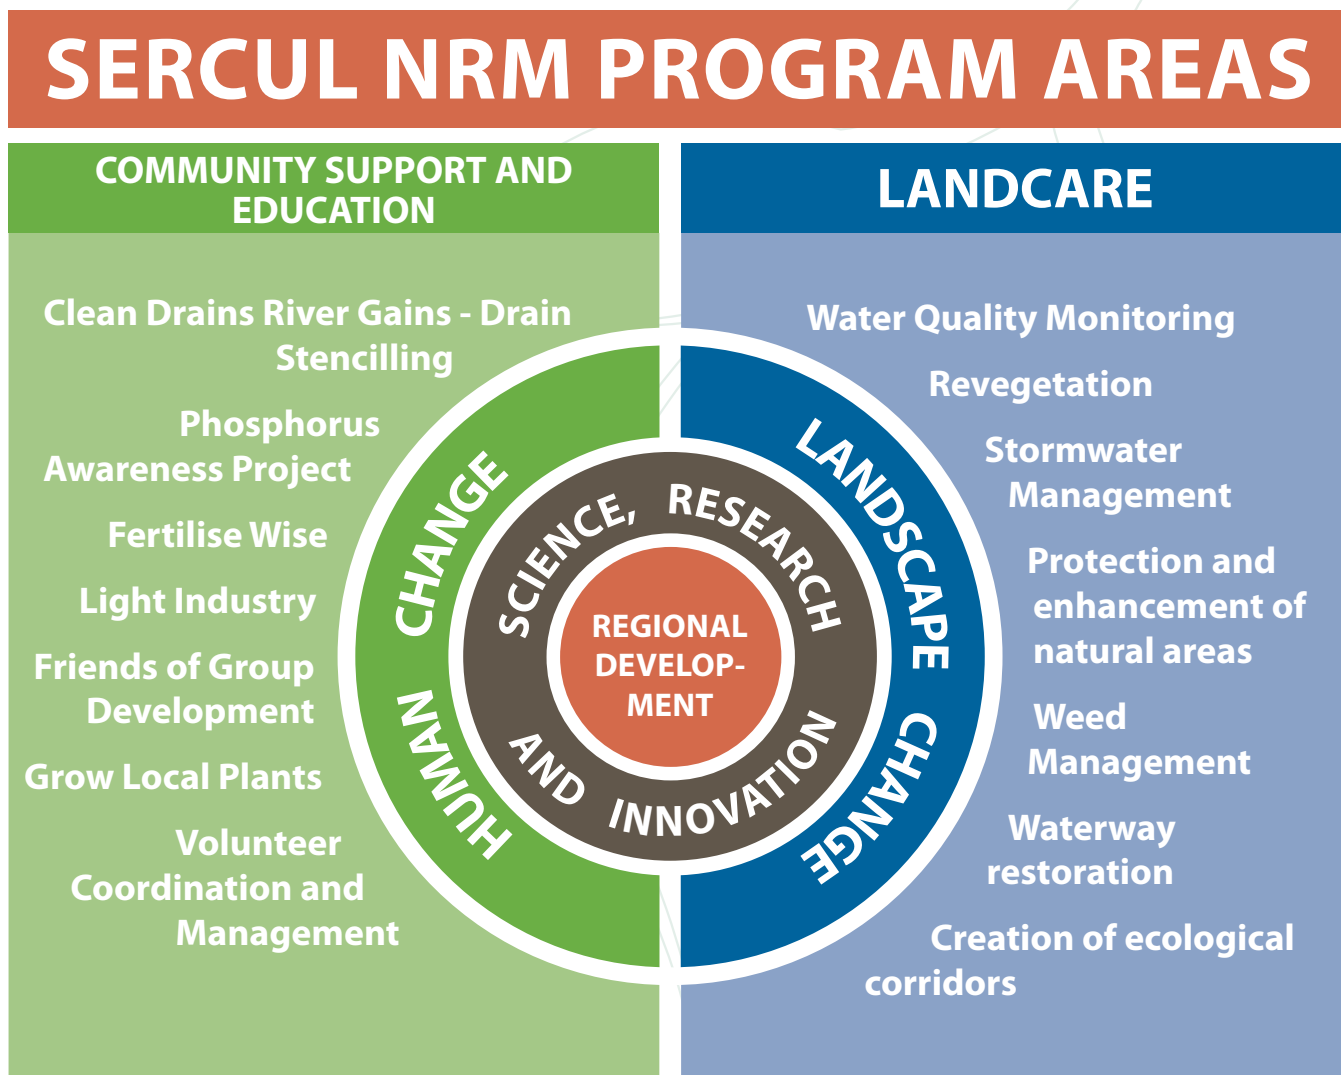 SERCUL NRM PROGRAM AREAS
COMMUNITY SUPPORT AND
EDUCATION
Clean Drains River Gains - Drain
Stencilling
Phosphorus
Awareness Project
Fertilise Wise
Light Industry
Friends of Group
Development
Grow Local Plants
Volunteer
Coordination and
Management
HUMAN CHANGE
SCIENCE, RESEARCH
AND INNOVATION
REGIONAL
DEVELOP-
MENT
LANDSCAPE CHANGE
LANDCARE
Water Quality Monitoring
Revegetation
Stormwater
Management
Protection and
enhancement of
natural areas
Weed
Management
Waterway
restoration
Creation of ecological
corridors